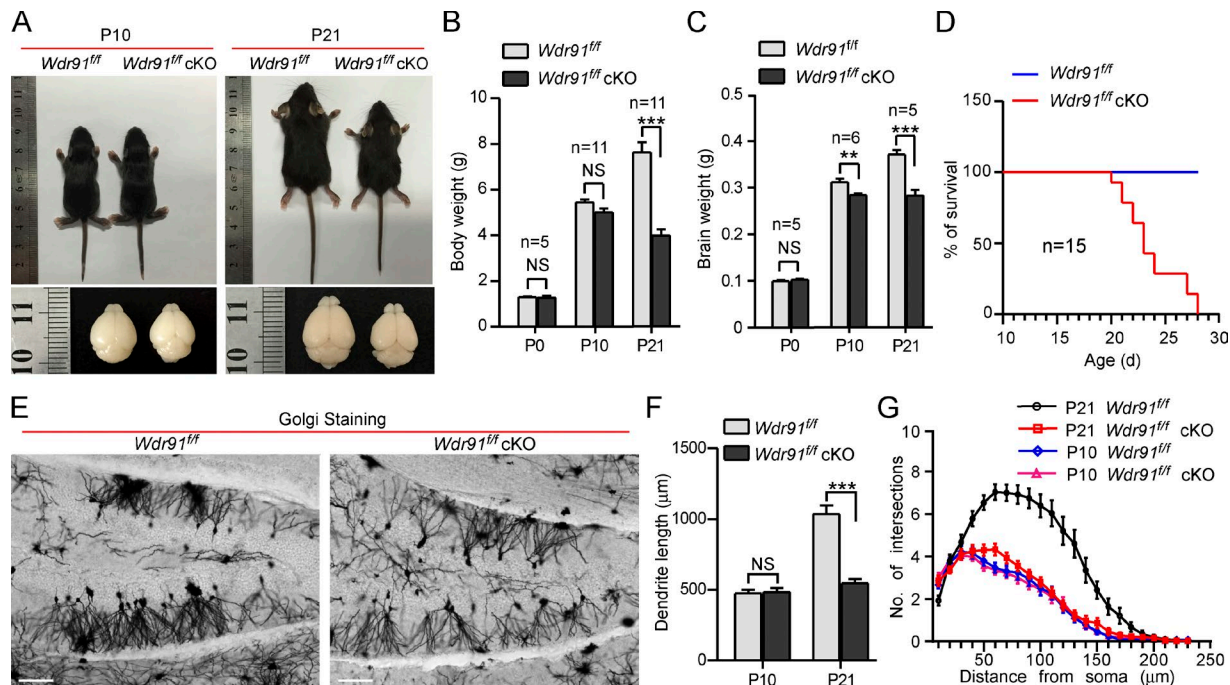 A
P10
P21
Wdr91f/f
Wdr91f/f cKO
Wdr91f/f
Wdr91f/f cKO
11
10
11
10
B
Wdr91f/f
Wdr91f/f cKO
Body weight (g)
10
8
6
4
2
0
n=5
NS
n=11
NS
n=11
***
P0
P10
P21
C
Wdr91f/f
Wdr91f/f cKO
Brain weight (g)
0.5
0.4
0.3
0.2
0.1
0.0
n=5
NS
n=6
**
n=5
***
P0
P10
P21
D
Wdr91f/f
Wdr91f/f cKO
% of survival
150
100
50
0
n=15
10
15
20
25
30
Age (d)
E
Golgi Staining
Wdr91f/f
Wdr91f/f cKO
F
Wdr91f/f
Wdr91f/f cKO
Dendrite length (μm)
1500
1000
500
0
NS
***
P10
P21
G
P21 Wdr91f/f
P21 Wdr91f/f cKO
P10 Wdr91f/f
P10 Wdr91f/f cKO
No. of intersections
10
8
6
4
2
0
50
100
150
200
250
Distance from soma (μm)